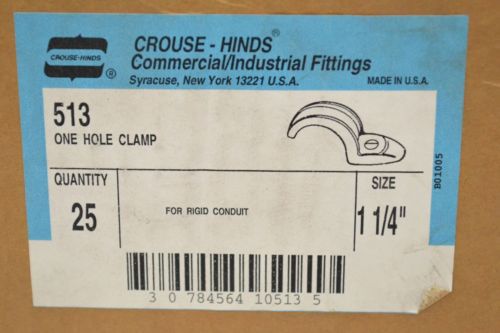 CROUSE-HINDS
®
CROUSE - HINDS®
Commercial/Industrial Fittings
Syracuse, New York 13221 U.S.A.
MADE IN U.S.A.
513
ONE HOLE CLAMP
B01005
QUANTITY
25
FOR RIGID CONDUIT
SIZE
1 1/4"
3 0 784564 10513 5